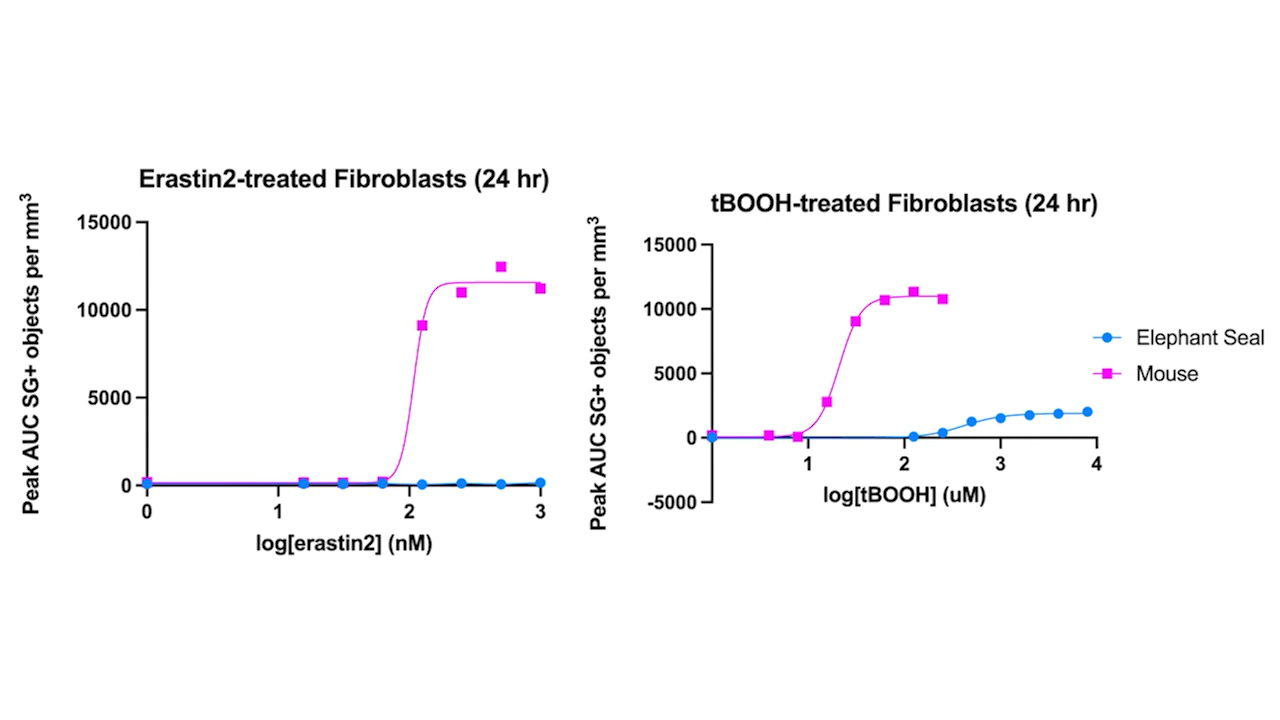 Erastin2-treated Fibroblasts (24 hr)
Peak AUC SG+ objects per mm³
15000
10000
5000
0
0 1 2 3
log[erastin2] (nM)
tBOOH-treated Fibroblasts (24 hr)
Peak AUC SG+ objects per mm³
15000
10000
5000
0
-5000
1 2 3 4
log[tBOOH] (uM)
Elephant Seal
Mouse